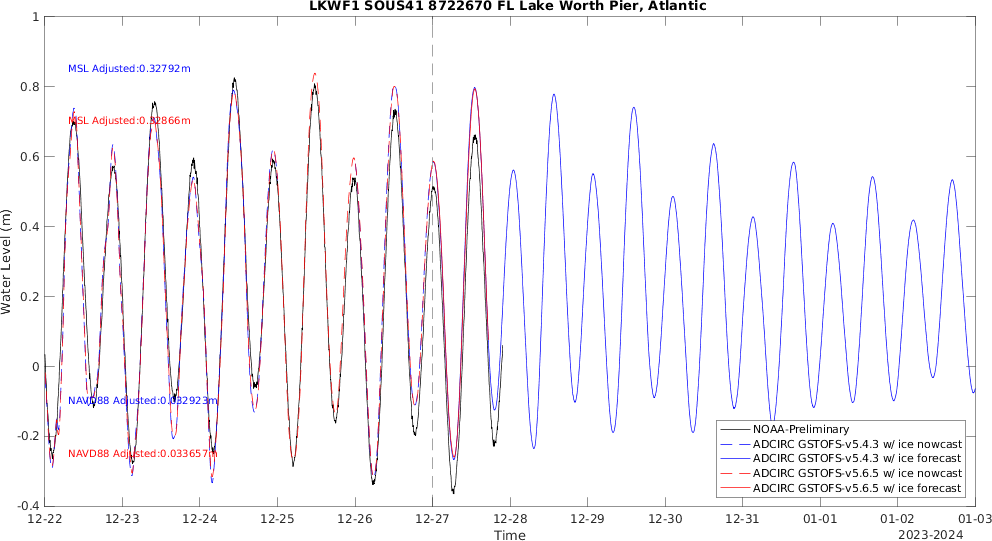 LKWF1 SOUS41 8722670 FL Lake Worth Pier, Atlantic
1
0.8
0.6
0.4
0.2
0
-0.2
-0.4
Water Level (m)
MSL Adjusted:0.32792m
MSL Adjusted:0.32866m
NAVD88 Adjusted:0.032923m
NAVD88 Adjusted:0.033657m
NOAA-Preliminary
ADCIRC GSTOFS-v5.4.3 w/ ice nowcast
ADCIRC GSTOFS-v5.4.3 w/ ice forecast
ADCIRC GSTOFS-v5.6.5 w/ ice nowcast
ADCIRC GSTOFS-v5.6.5 w/ ice forecast
12-22 12-23 12-24 12-25 12-26 12-27 12-28 12-29 12-30 12-31 01-01 01-02 01-03
Time
2023-2024